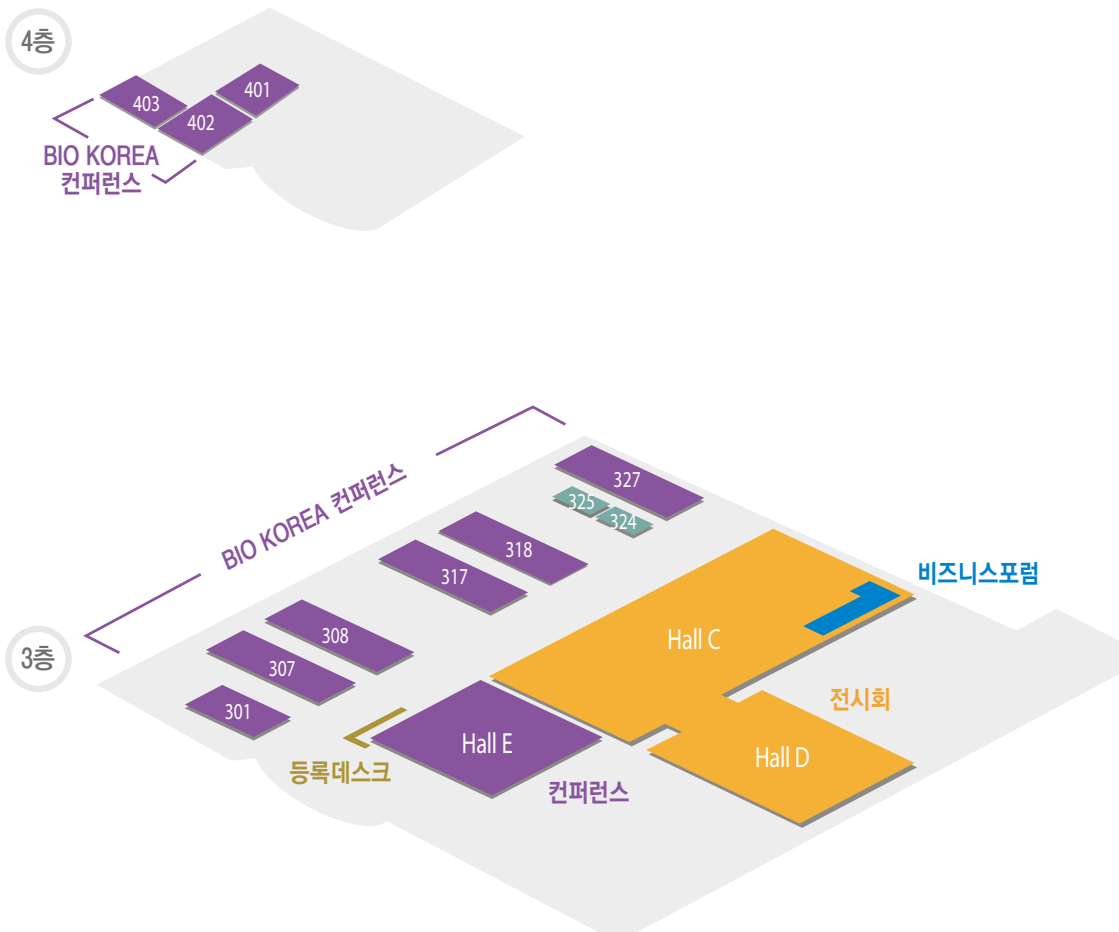 4층
401
403
402
BIO KOREA
컨퍼런스
BIO KOREA 컨퍼런스
327
325
324
318
317
비즈니스포럼
308
Hall C
3층
307
전시회
301
Hall E
Hall D
등록데스크
컨퍼런스